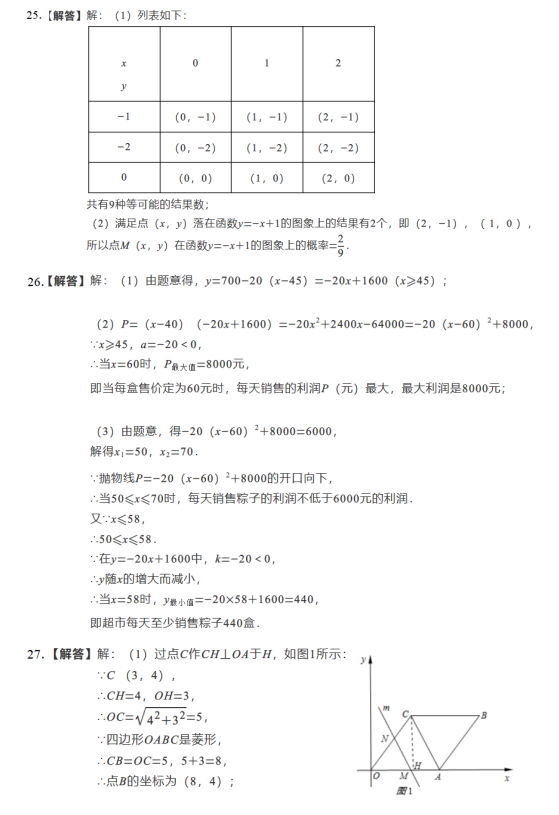 25.【解答】解：（1）列表如下：
x
y
0
1
2
−1
（0，−1）
（1，−1）
（2，−1）
−2
（0，−2）
（1，−2）
（2，−2）
0
（0，0）
（1，0）
（2，0）
共有9种等可能的结果数；
（2）满足点（x，y）落在函数y=−x+1的图象上的结果有2个，即（2，−1），（1，0），
所以点M（x，y）在函数y=−x+1的图象上的概率=2/9.
26.【解答】解：（1）由题意得，y=700−20（x−45）=−20x+1600（x⩾45）；
（2）P=（x−40）（−20x+1600）=−20x²+2400x−64000=−20（x−60）²+8000，
∵x⩾45，a=−20＜0，
∴当x=60时，P最大值=8000元，
即当每盒售价定为60元时，每天销售的利润P（元）最大，最大利润是8000元；
（3）由题意，得−20（x−60）²+8000=6000，
解得x₁=50，x₂=70．
∵抛物线P=−20（x−60）²+8000的开口向下，
∴当50⩽x⩽70时，每天销售粽子的利润不低于6000元的利润．
又∵x⩽58，
∴50⩽x⩽58．
∵在y=−20x+1600中，k=−20＜0，
∴y随x的增大而减小，
∴当x=58时，y最小值=−20×58+1600=440，
即超市每天至少销售粽子440盒．
27.【解答】解：（1）过点C作CH⊥OA于H，如图1所示：
∵C（3，4），
∴CH=4，OH=3，
∴OC=√(4²+3²)=5，
∵四边形OABC是菱形，
∴CB=OC=5，5+3=8，
∴点B的坐标为（8，4）；
y
m
C
B
N
H
O
M
A
x
图1